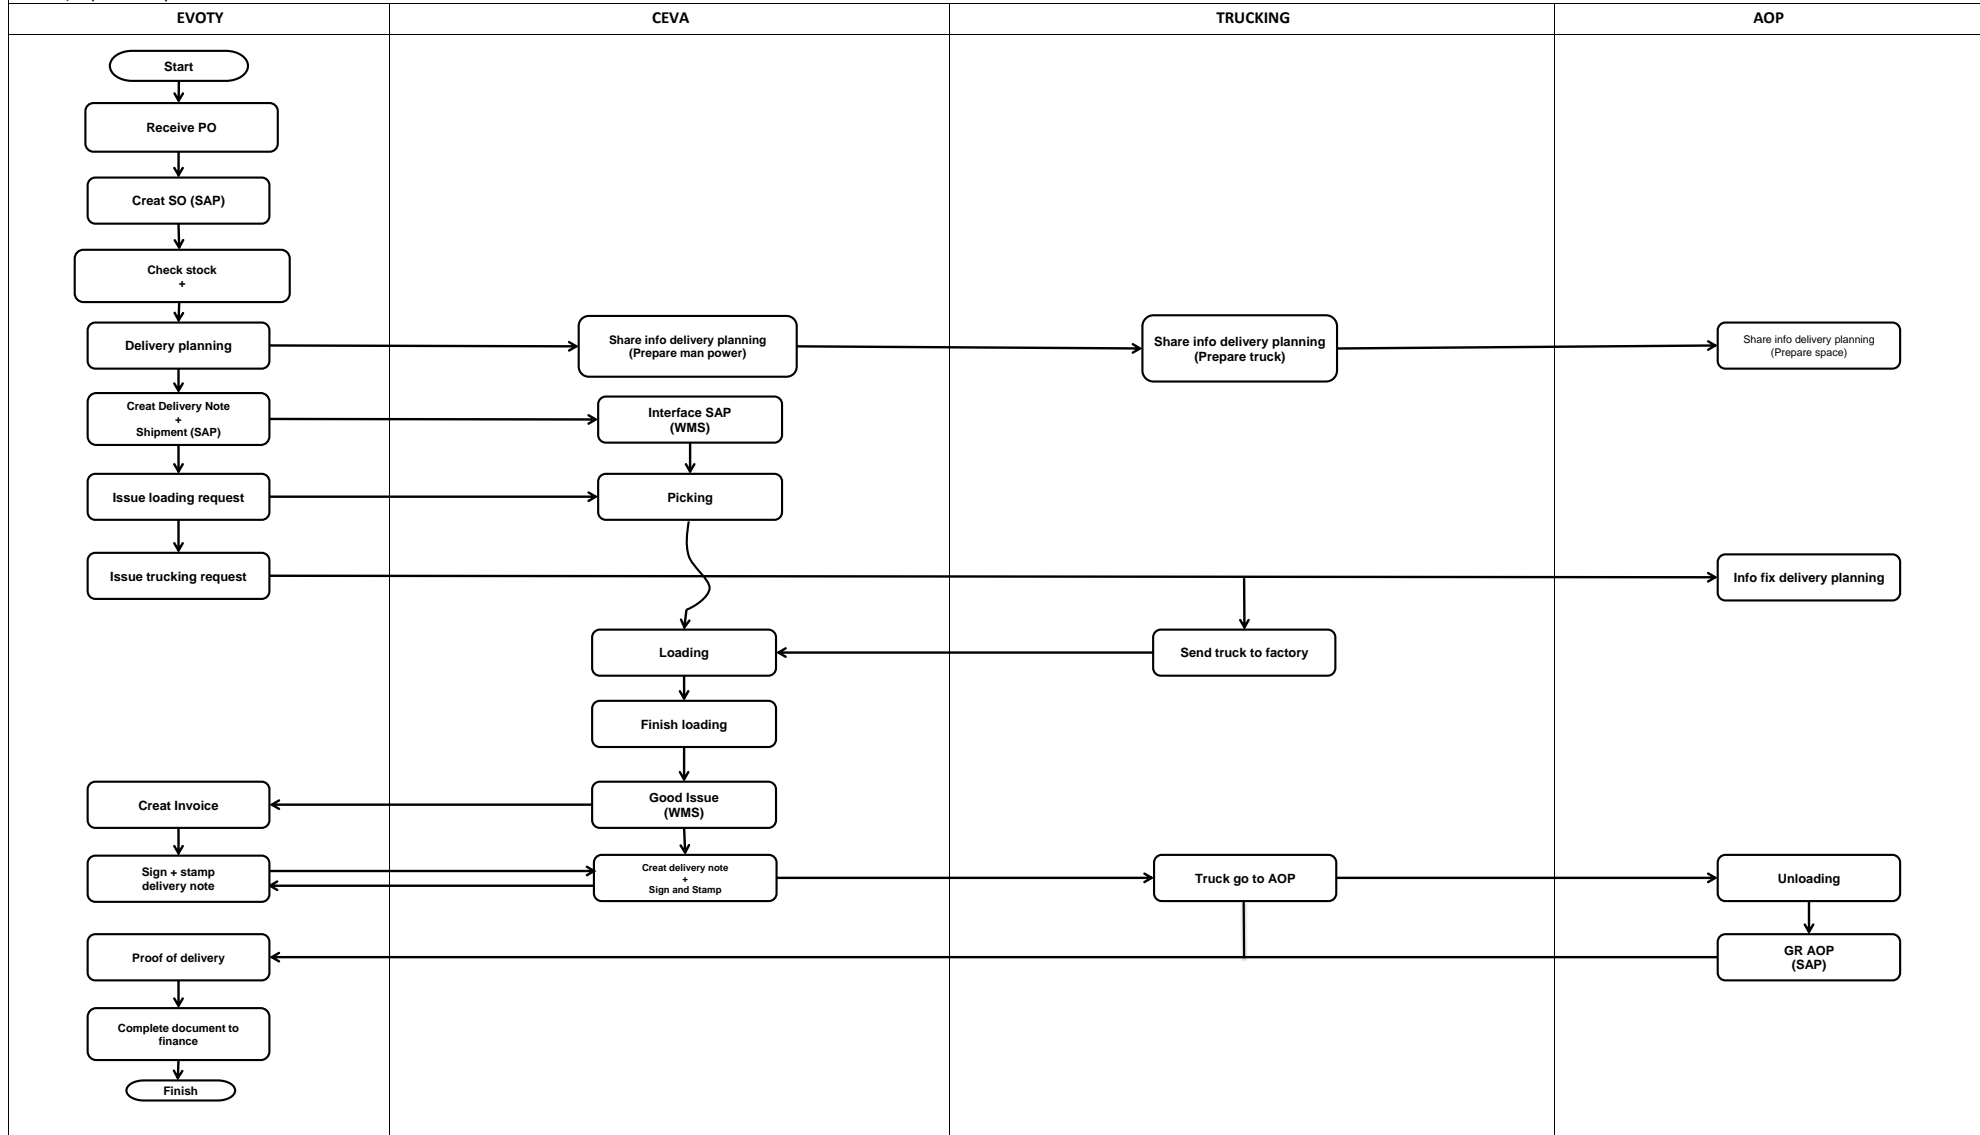 EVOTY
CEVA
TRUCKING
AOP
Start
Receive PO
Creat SO (SAP)
Check stock
+
Delivery planning
Share info delivery planning
(Prepare man power)
Share info delivery planning
(Prepare truck)
Share info delivery planning
(Prepare space)
Creat Delivery Note
+
Shipment (SAP)
Interface SAP
(WMS)
Issue loading request
Picking
Issue trucking request
Info fix delivery planning
Loading
Send truck to factory
Finish loading
Creat Invoice
Good Issue
(WMS)
Sign + stamp
delivery note
Creat delivery note
+
Sign and Stamp
Truck go to AOP
Unloading
Proof of delivery
GR AOP
(SAP)
Complete document to
finance
Finish